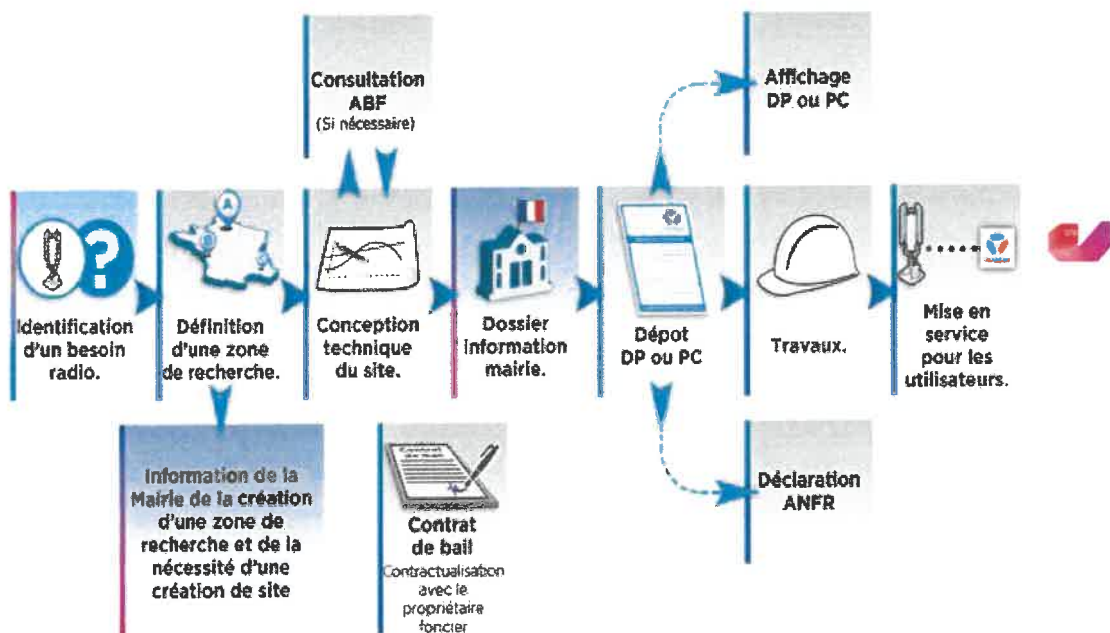 Consultation
ABF
(Si nécessaire)
Affichage
DP ou PC
A
?
Identification
d'un besoin
radio.
Définition
d'une zone
de recherche.
Conception
technique
du site.
Dossier
information
mairie.
Dépot
DP ou PC
Travaux.
Mise en
service
pour les
utilisateurs.
Information de la
Mairie de la création
d'une zone de
recherche et de la
nécessité d'une
création de site
Contrat
de bail
Contrat
de bail
Contractualisation
avec le
propriétaire
foncier
Déclaration
ANFR